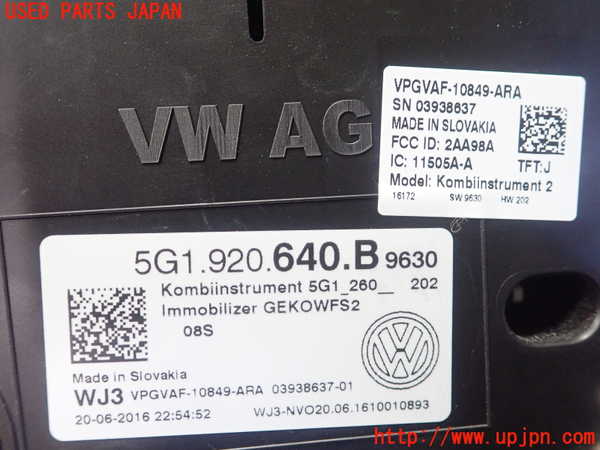 USED PARTS JAPAN
VW AG
VPGVAF-10849-ARA
SN 03938637
MADE IN SLOVAKIA
FCC ID: 2AA98A
IC: 11505A-A TFT:J
Model: Kombiinstrument 2
16172 SW 9630 HW 202
5G1.920.640.B 9630
Kombiinstrument 5G1_260__ 202
Immobilizer GEKOWFS2
08S
Made in Slovakia
WJ3 VPGVAF-10849-ARA 03938637-01
20-06-2016 22:54:52 WJ3-NVO20.06.1610010893
http://www.upjpn.com/